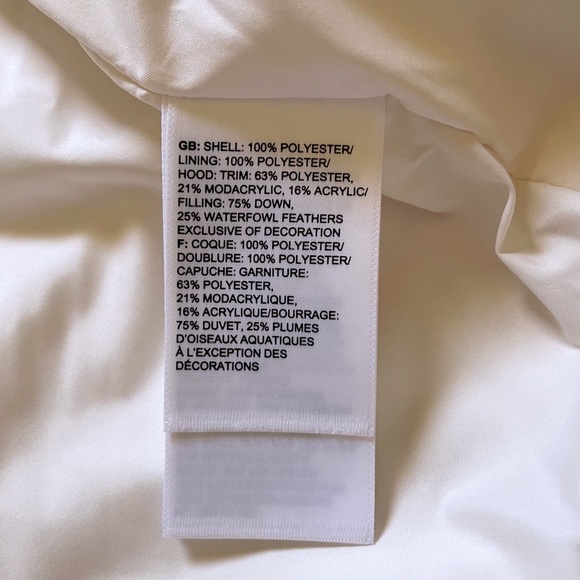 GB: SHELL: 100% POLYESTER/
LINING: 100% POLYESTER/
HOOD: TRIM: 63% POLYESTER,
21% MODACRYLIC, 16% ACRYLIC/
FILLING: 75% DOWN,
25% WATERFOWL FEATHERS
EXCLUSIVE OF DECORATION
F: COQUE: 100% POLYESTER/
DOUBLURE: 100% POLYESTER/
CAPUCHE: GARNITURE:
63% POLYESTER,
21% MODACRYLIQUE,
16% ACRYLIQUE/BOURRAGE:
75% DUVET, 25% PLUMES
D'OISEAUX AQUATIQUES
À L'EXCEPTION DES
DÉCORATIONS